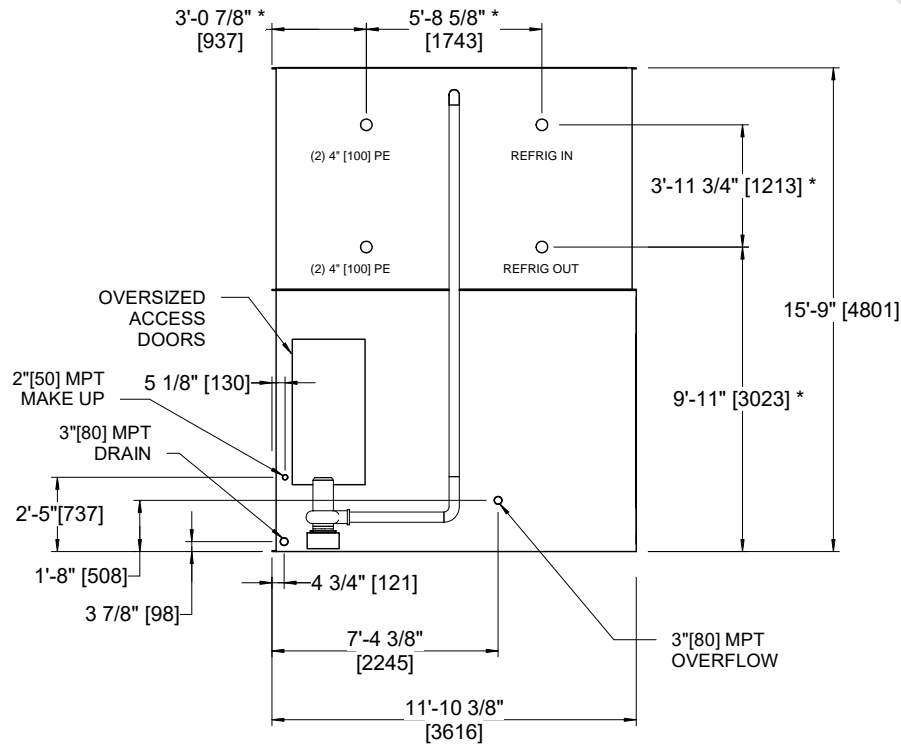 3'-0 7/8" *
[937]
5'-8 5/8" *
[1743]
(2) 4" [100] PE
REFRIG IN
3'-11 3/4" [1213] *
(2) 4" [100] PE
REFRIG OUT
OVERSIZED
ACCESS
DOORS
15'-9" [4801]
2"[50] MPT
MAKE UP
5 1/8" [130]
9'-11" [3023] *
3"[80] MPT
DRAIN
2'-5"[737]
1'-8" [508]
4 3/4" [121]
3 7/8" [98]
7'-4 3/8"
[2245]
3"[80] MPT
OVERFLOW
11'-10 3/8"
[3616]